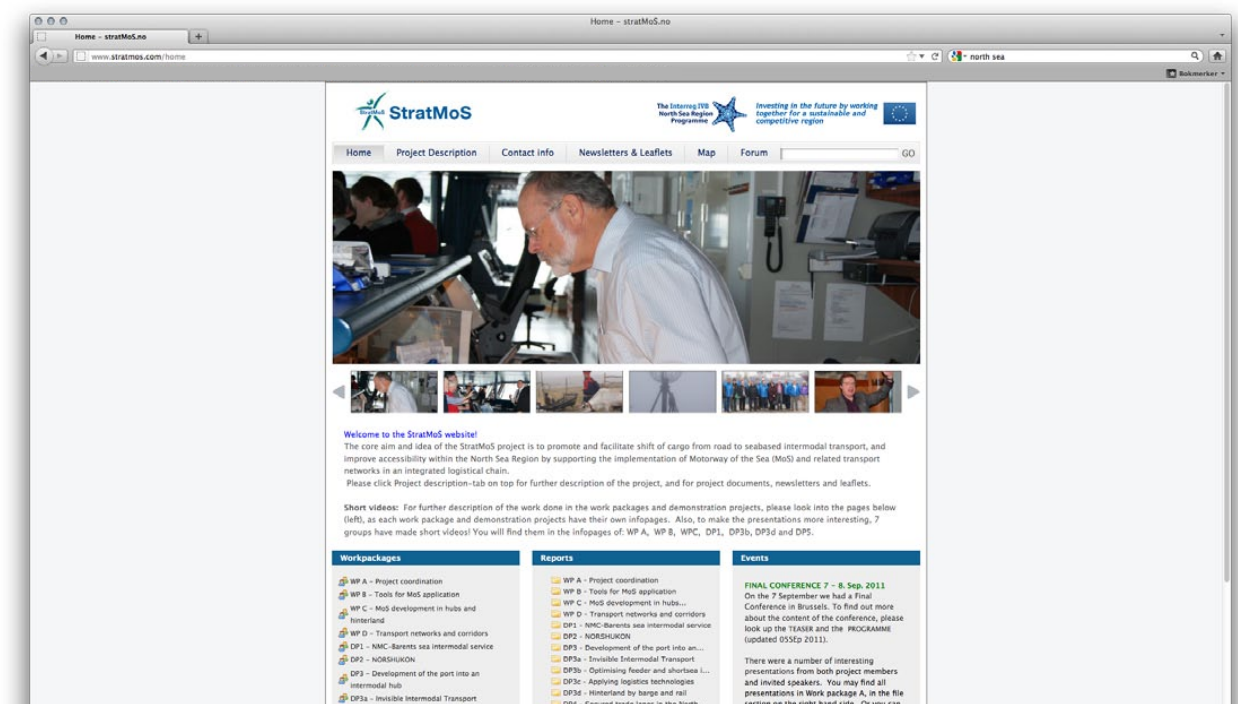 Home – stratMoS.no
Home – stratMoS.no
www.stratmos.com/home
north sea
Bokmerker
StratMoS
StratMoS
The Interreg IVB
North Sea Region
Programme
Investing in the future by working
together for a sustainable and
competitive region
Home Project Description Contact info Newsletters & Leaflets Map Forum GO
Welcome to the StratMoS website!
The core aim and idea of the StratMoS project is to promote and facilitate shift of cargo from road to seabased intermodal transport, and
improve accessibility within the North Sea Region by supporting the implementation of Motorway of the Sea (MoS) and related transport
networks in an integrated logistical chain.
Please click Project description-tab on top for further description of the project, and for project documents, newsletters and leaflets.
Short videos: For further description of the work done in the work packages and demonstration projects, please look into the pages below
(left), as each work package and demonstration projects have their own infopages. Also, to make the presentations more interesting, 7
groups have made short videos! You will find them in the infopages of: WP A, WP B, WPC, DP1, DP3b, DP3d and DP5.
Workpackages
WP A – Project coordination
WP B – Tools for MoS application
WP C – MoS development in hubs and
hinterland
WP D – Transport networks and corridors
DP1 – NMC-Barents sea intermodal service
DP2 – NORSHUKON
DP3 – Development of the port into an
intermodal hub
DP3a – Invisible Intermodal Transport
Reports
WP A - Project coordination
WP B - Tools for MoS application
WP C - MoS development in hubs...
WP D - Transport networks and corridors
DP1 - NMC-Barents sea intermodal service
DP2 - NORSHUKON
DP3 - Development of the port into an...
DP3a - Invisible Intermodal Transport
DP3b - Optimising feeder and shortsea i...
DP3c - Applying logistics technologies
DP3d - Hinterland by barge and rail
DP4 - Secured trade lanes in the North
Events
FINAL CONFERENCE 7 – 8. Sep. 2011
On the 7 September we had a Final
Conference in Brussels. To find out more
about the content of the conference, please
look up the TEASER and the PROGRAMME
(updated 05SEp 2011).
There were a number of interesting
presentations from both project members
and invited speakers. You may find all
presentations in Work package A, in the file
section on the right hand side. Or you can